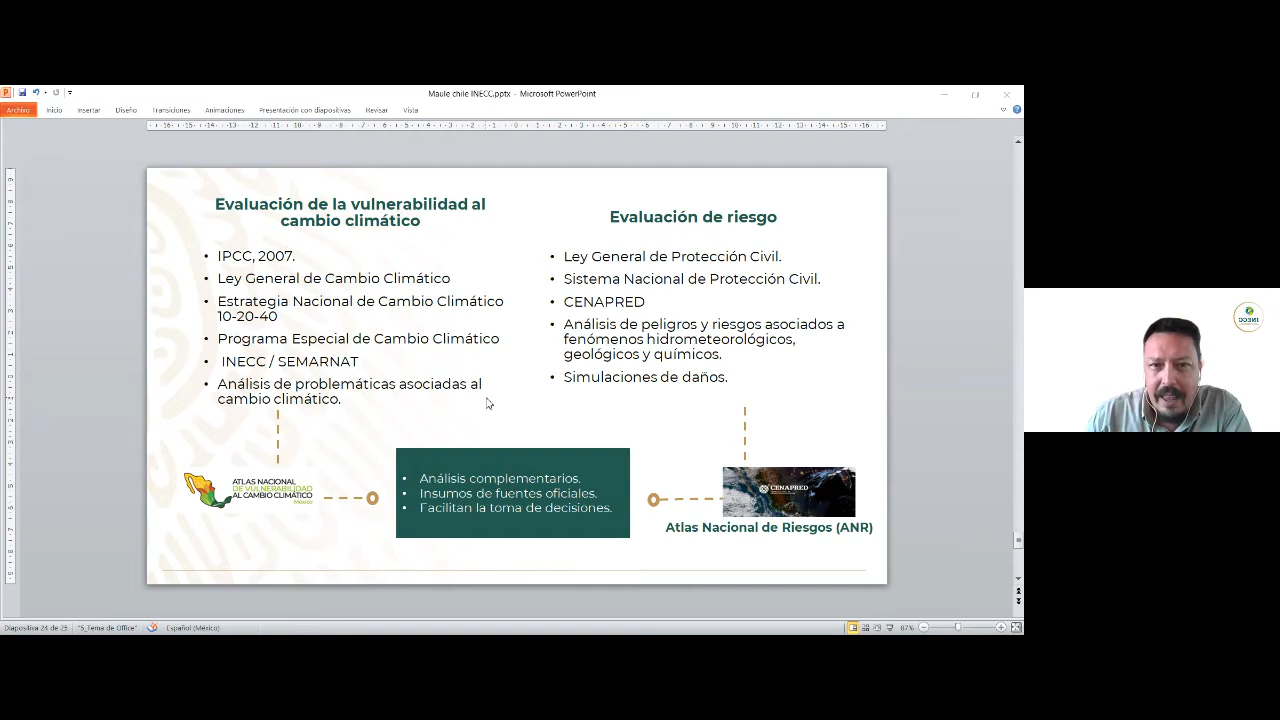 Maule chile INECC.pptx - Microsoft PowerPoint
Archivo
Inicio
Insertar
Diseño
Transiciones
Animaciones
Presentación con diapositivas
Revisar
Vista
Evaluación de la vulnerabilidad al
cambio climático
• IPCC, 2007.
• Ley General de Cambio Climático
• Estrategia Nacional de Cambio Climático
10-20-40
• Programa Especial de Cambio Climático
• INECC / SEMARNAT
• Análisis de problemáticas asociadas al
cambio climático.
Evaluación de riesgo
• Ley General de Protección Civil.
• Sistema Nacional de Protección Civil.
• CENAPRED
• Análisis de peligros y riesgos asociados a
fenómenos hidrometeorológicos,
geológicos y químicos.
• Simulaciones de daños.
ATLAS NACIONAL
DE VULNERABILIDAD
AL CAMBIO CLIMÁTICO
México
• Análisis complementarios.
• Insumos de fuentes oficiales.
• Facilitan la toma de decisiones.
CENAPRED
Atlas Nacional de Riesgos (ANR)
INECC
Diapositiva 24 de 25
"5_Tema de Office"
Español (México)
87%